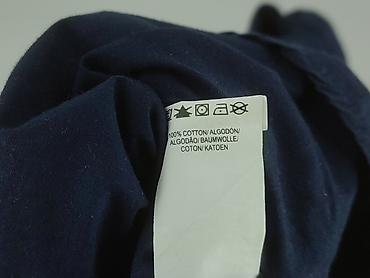 100% COTTON/ ALGODÓN/
ALGODÃO/ BAUMWOLLE/
COTON/ KATOEN